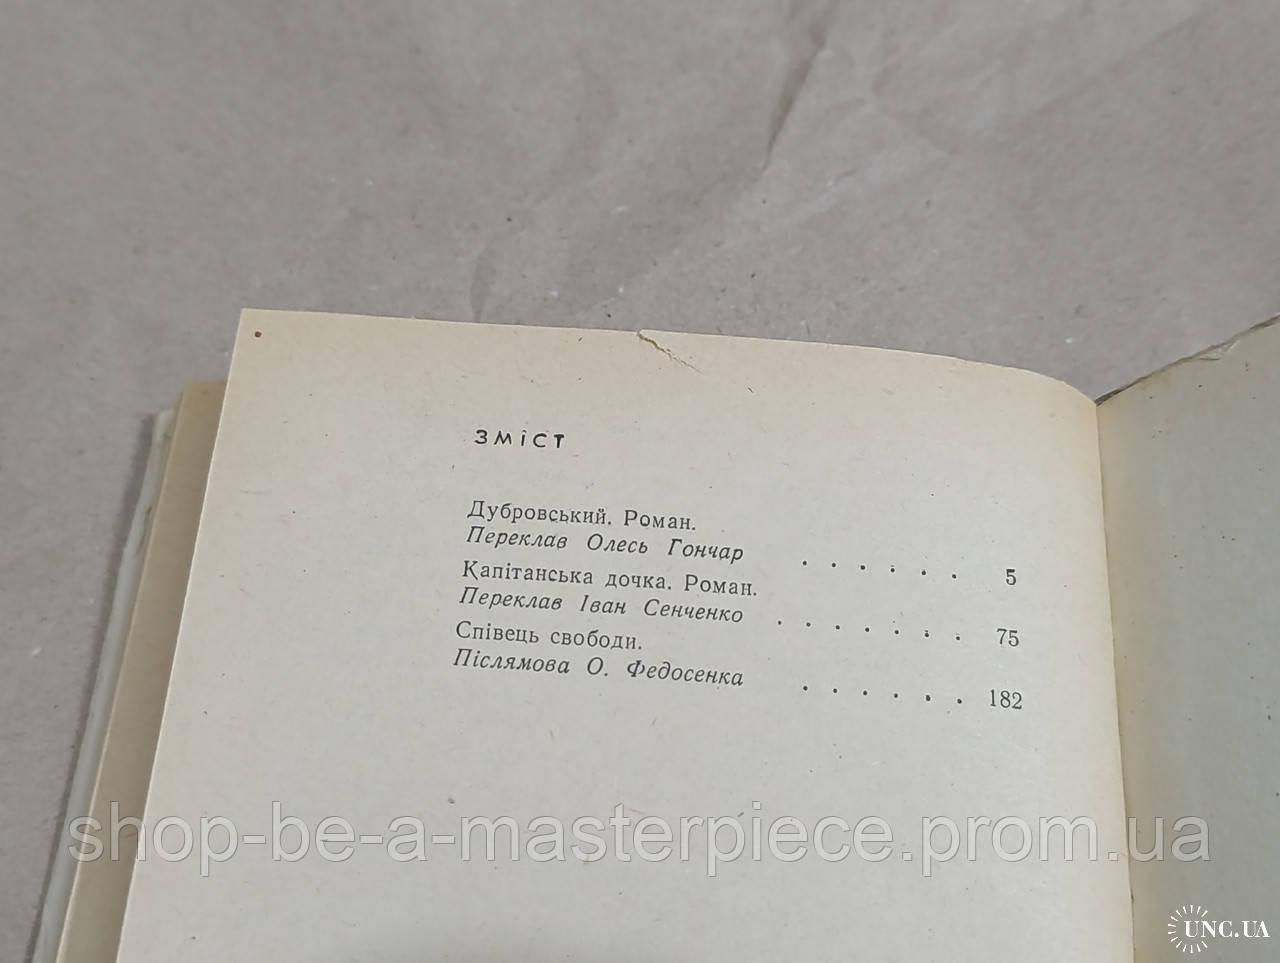 ЗМІСТ
Дубровський. Роман.
Переклав Олесь Гончар . . . . . . 5
Капітанська дочка. Роман.
Переклав Іван Сенченко . . . . . . . 75
Співець свободи.
Післямова О. Федосенка . . . . . . 182
shop-be-a-masterpiece.prom.ua
UNC.UA